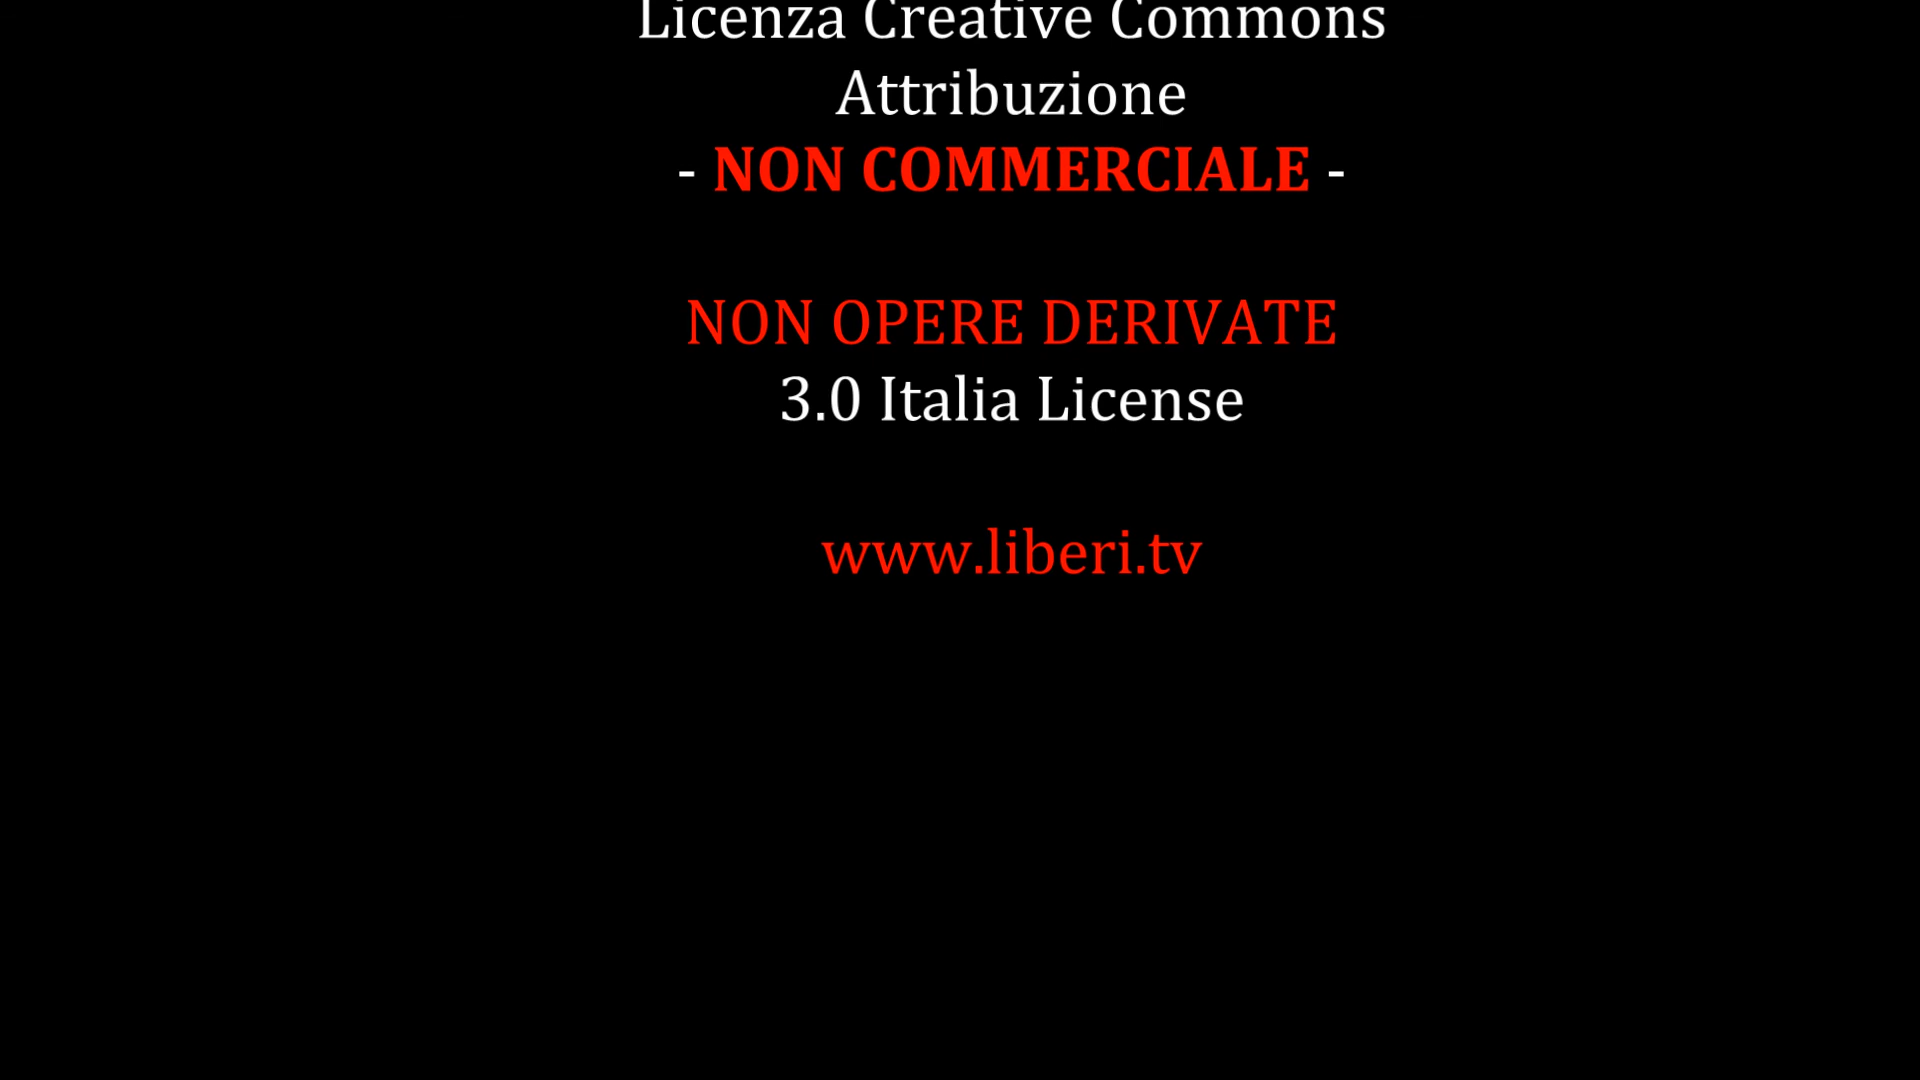 Licenza Creative Commons
Attribuzione
- NON COMMERCIALE -
NON OPERE DERIVATE
3.0 Italia License
www.liberi.tv